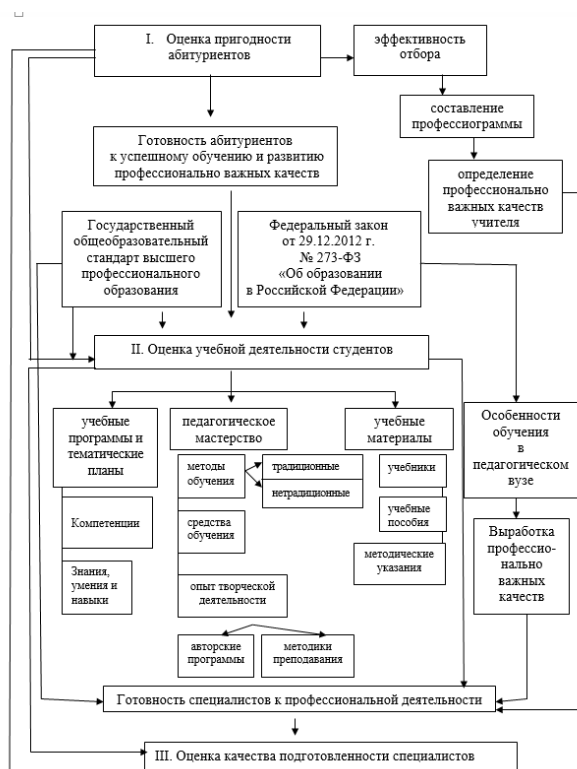 I. Оценка пригодности
абитуриентов
эффективность
отбора
составление
профессиограммы
Готовность абитуриентов
к успешному обучению и развитию
профессионально важных качеств
определение
профессионально
важных качеств
учителя
Государственный
общеобразовательный
стандарт высшего
профессионального
образования
Федеральный закон
от 29.12.2012 г.
№ 273-ФЗ
«Об образовании
в Российской Федерации»
II. Оценка учебной деятельности студентов
учебные
программы и
тематические
планы
педагогическое
мастерство
учебные
материалы
Особенности
обучения
в
педагогическом
вузе
методы
обучения
традиционные
нетрадиционные
учебники
Компетенции
средства
обучения
учебные
пособия
методические
указания
Выработка
профессио-
нально
важных
качеств
Знания,
умения и
навыки
опыт творческой
деятельности
авторские
программы
методики
преподавания
Готовность специалистов к профессиональной деятельности
III. Оценка качества подготовленности специалистов